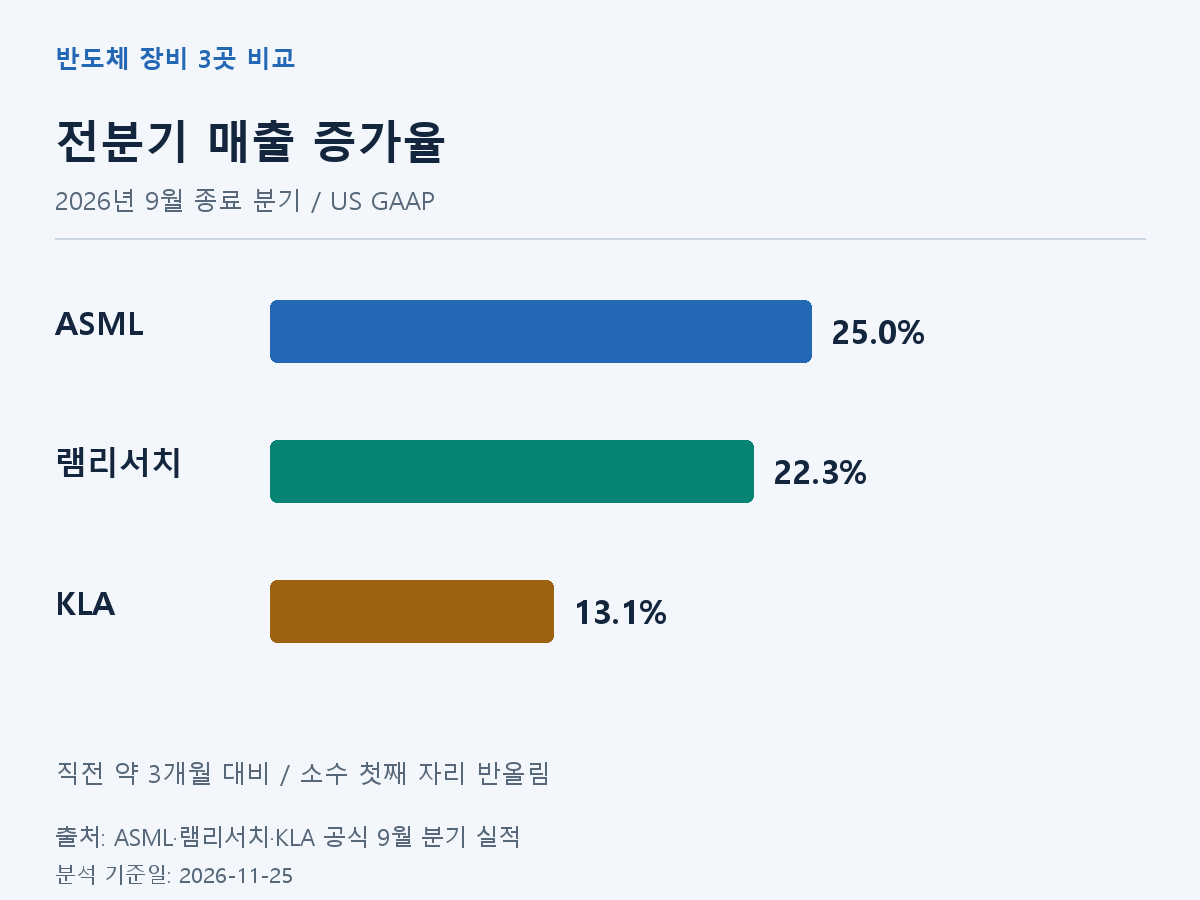 반도체 장비 3곳 비교
전분기 매출 증가율
2026년 9월 종료 분기 / US GAAP
ASML
25.0%
램리서치
22.3%
KLA
13.1%
직전 약 3개월 대비 / 소수 첫째 자리 반올림
출처: ASML·램리서치·KLA 공식 9월 분기 실적
분석 기준일: 2026-11-25